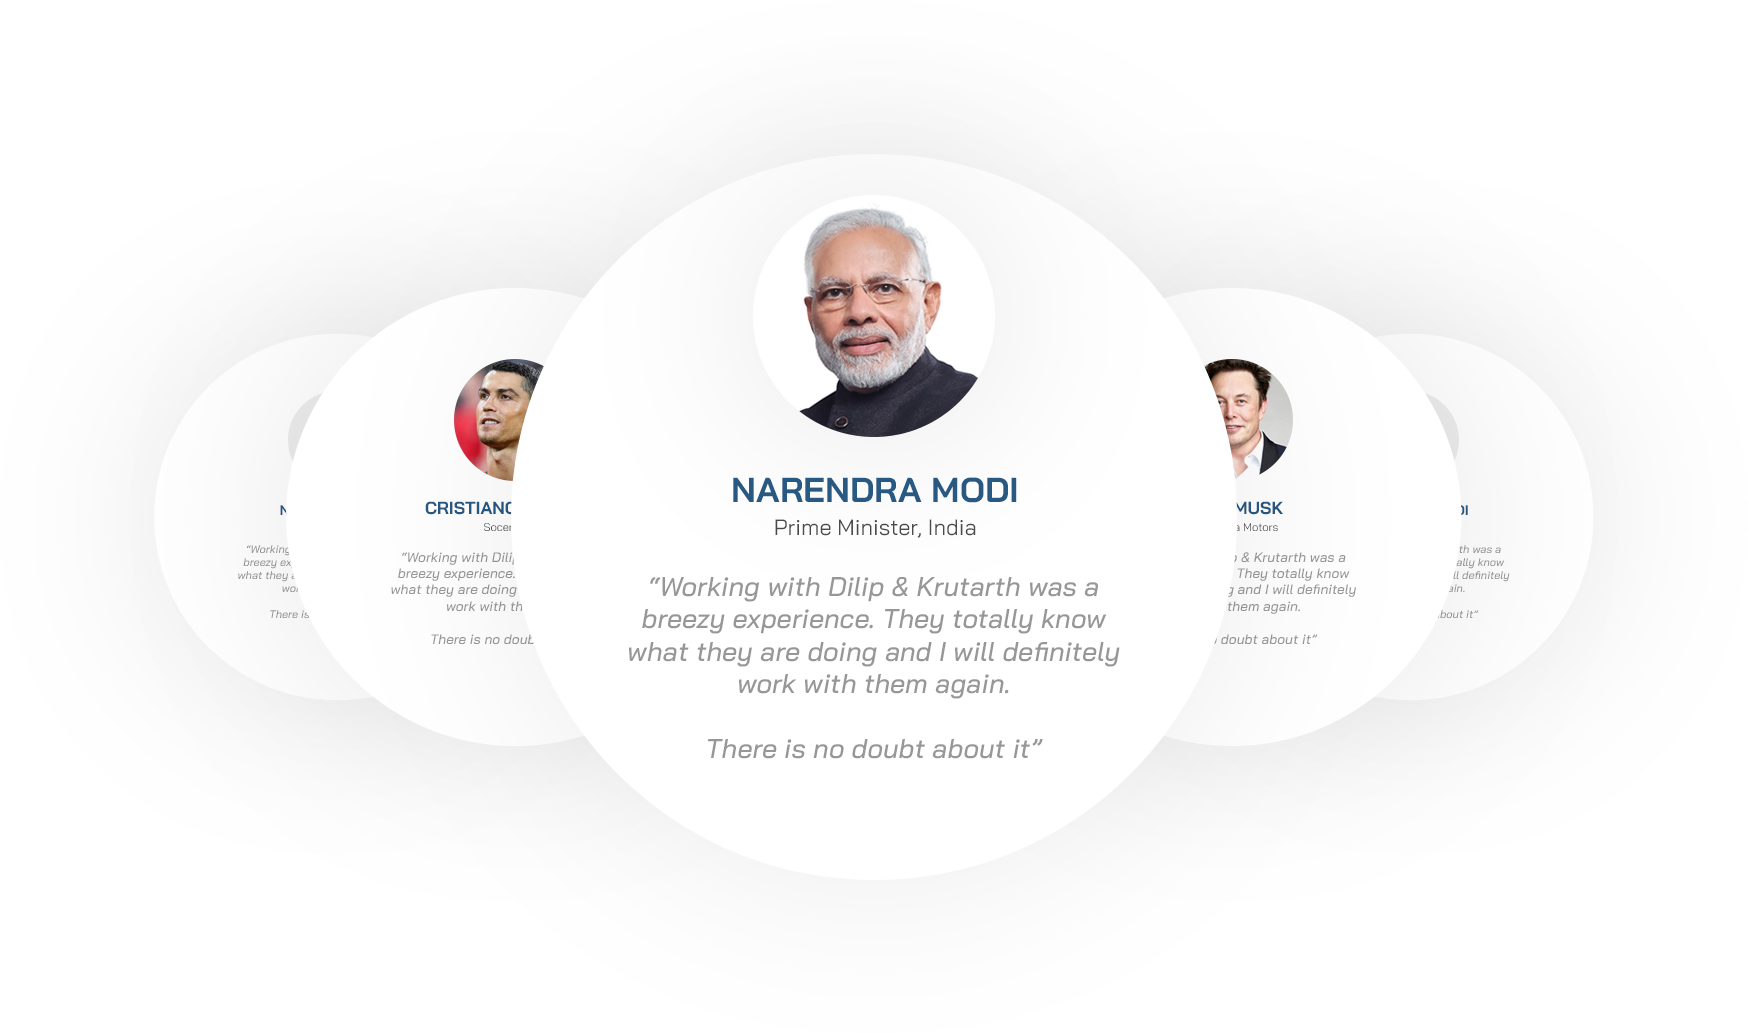 NARENDRA MODI
Prime Minister, India
“Working with Dilip & Krutarth was a
breezy experience. They totally know
what they are doing and I will definitely
work with them again.
There is no doubt about it”
CRISTIANO
Socer
“Working with Dilip
breezy experience.
what they are doing
work with th
There is no doub
MUSK
a Motors
& Krutarth was a
They totally know
g and I will definitely
them again.
doubt about it”
N
“Working
breezy ex
what they a
wo
There is
DI
th was a
ally know
ll definitely
ain.
bout it”